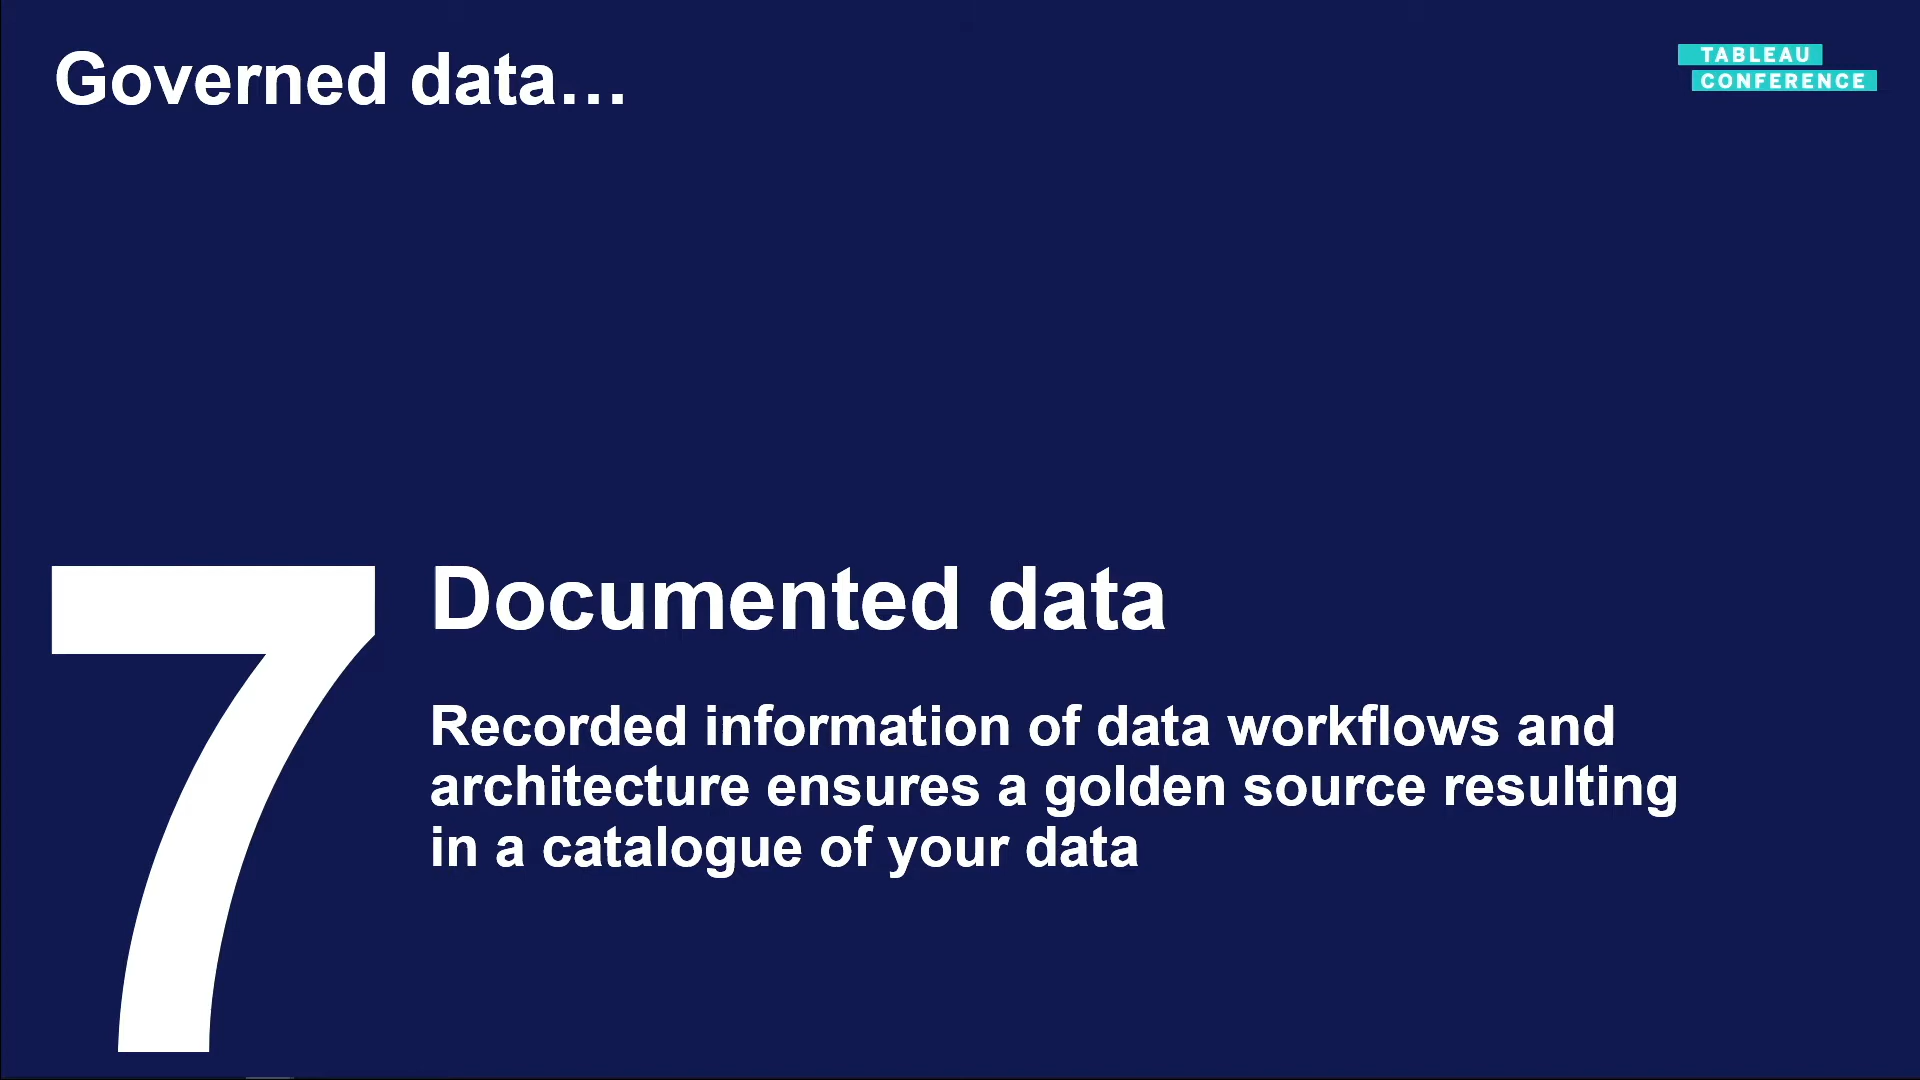 Governed data…
TABLEAU
CONFERENCE
7
Documented data
Recorded information of data workflows and
architecture ensures a golden source resulting
in a catalogue of your data